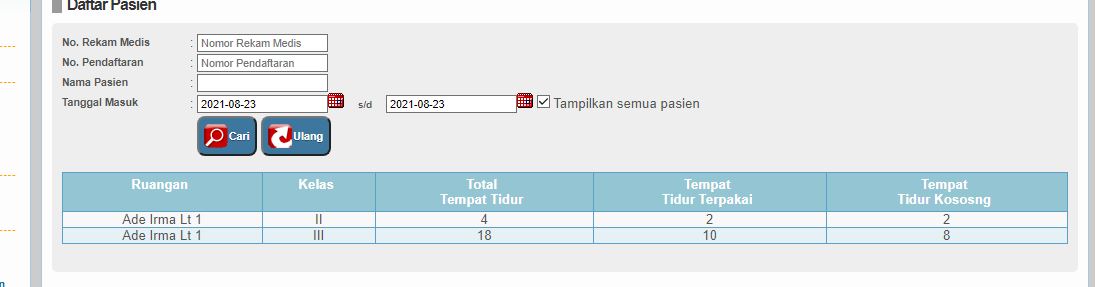 Daftar Pasien
No. Rekam Medis : Nomor Rekam Medis
No. Pendaftaran : Nomor Pendaftaran
Nama Pasien :
Tanggal Masuk : 2021-08-23 s/d 2021-08-23 Tampilkan semua pasien
Cari Ulang
Ruangan Kelas Total Tempat Tempat
Tempat Tidur Tidur Terpakai Tidur Kososng
Ade Irma Lt 1 II 4 2 2
Ade Irma Lt 1 III 18 10 8